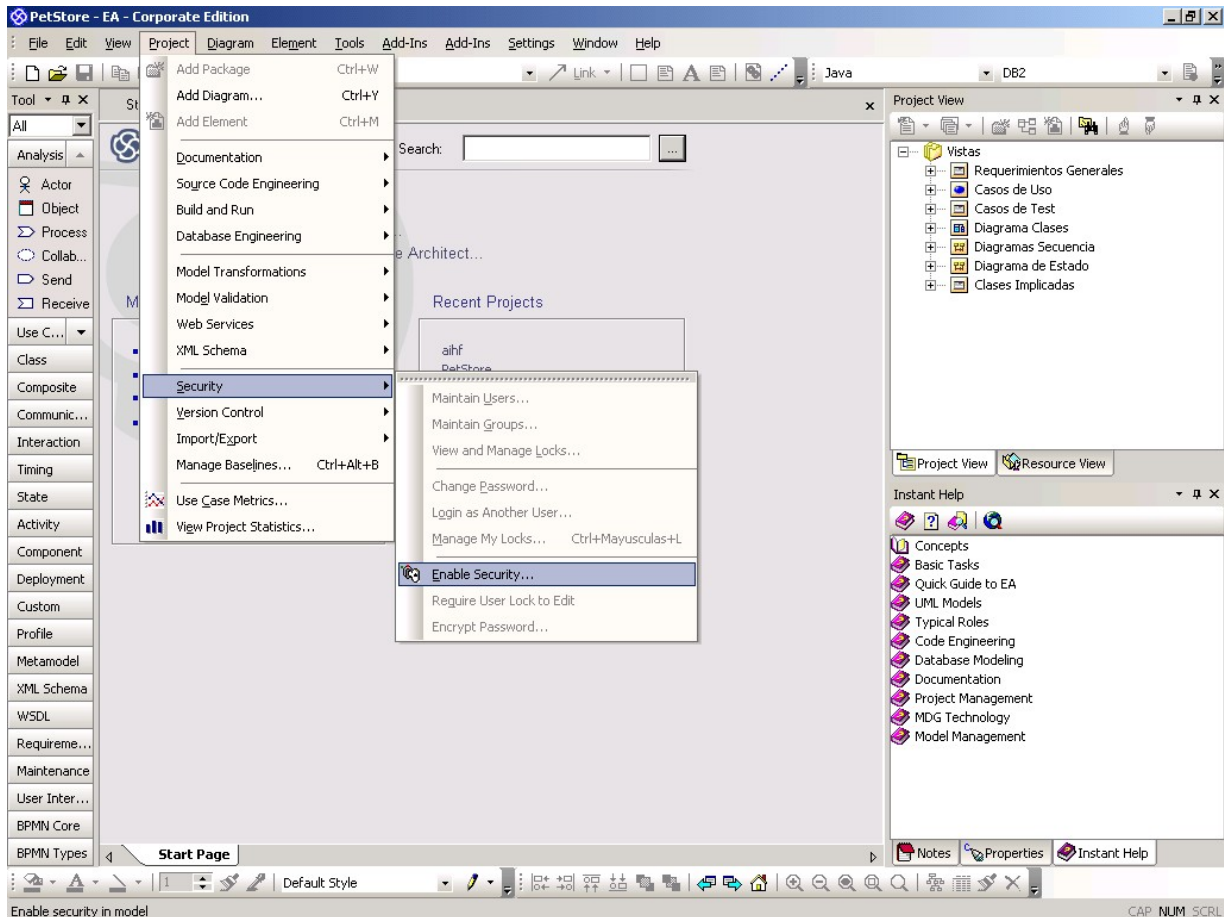 PetStore - EA - Corporate Edition
File Edit View Project Diagram Element Tools Add-Ins Add-Ins Settings Window Help
Link
A
Java
DB2
Tool
All
Analysis
Actor
Object
Process
Collab...
Send
Receive
Use C...
Class
Composite
Communic...
Interaction
Timing
State
Activity
Component
Deployment
Custom
Profile
Metamodel
XML Schema
WSDL
Requireme...
Maintenance
User Inter...
BPMN Core
BPMN Types
St
Add Package Ctrl+W
Add Diagram... Ctrl+Y
Add Element Ctrl+M
Documentation
Source Code Engineering
Build and Run
Database Engineering
Model Transformations
Model Validation
Web Services
XML Schema
Security
Version Control
Import/Export
Manage Baselines... Ctrl+Alt+B
Use Case Metrics...
View Project Statistics...
Search:
...
e Architect...
M
Recent Projects
aihf
PetStore
Maintain Users...
Maintain Groups...
View and Manage Locks...
Change Password...
Login as Another User...
Manage My Locks... Ctrl+Mayusculas+L
Enable Security...
Require User Lock to Edit
Encrypt Password...
Start Page
Project View
Vistas
Requerimientos Generales
Casos de Uso
Casos de Test
Diagrama Clases
Diagramas Secuencia
Diagrama de Estado
Clases Implicadas
Project View Resource View
Instant Help
Concepts
Basic Tasks
Quick Guide to EA
UML Models
Typical Roles
Code Engineering
Database Modeling
Documentation
Project Management
MDG Technology
Model Management
Notes Properties Instant Help
A
1
Default Style
Enable security in model
CAP NUM SCRL